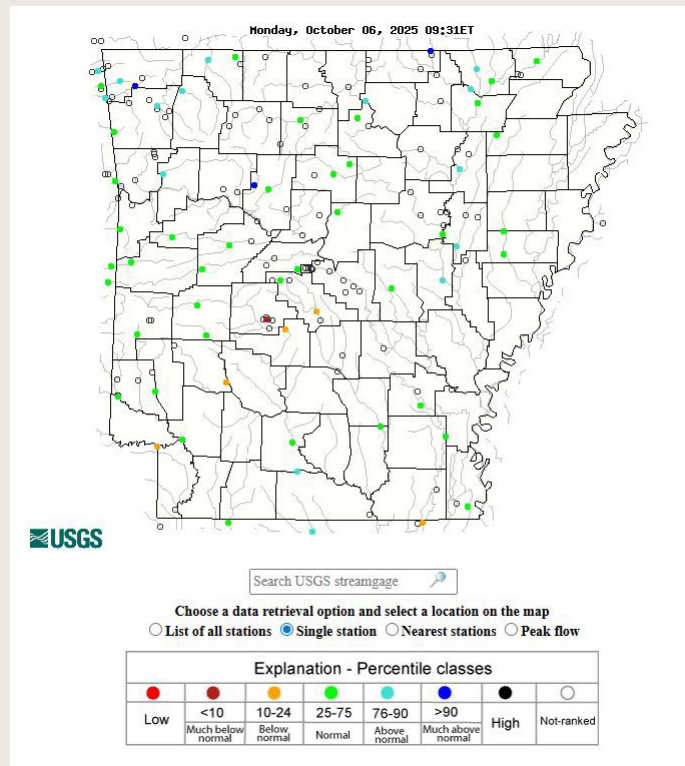 Monday, October 06, 2025 09:31ET
USGS
Search USGS streamgage
Choose a data retrieval option and select a location on the map
List of all stations Single station Nearest stations Peak flow
Explanation - Percentile classes
Low <10 10-24 25-75 76-90 >90 High Not-ranked
Much below normal Below normal Normal Above normal Much above normal